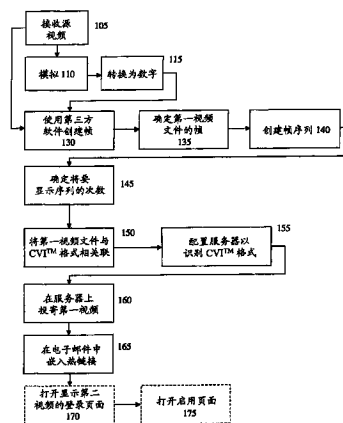 接收源
视频
105
模拟 110
转换为数字
115
使用第三方
软件创建帧
130
确定第一视频
文件的帧
135
创建帧序列 140
确定将要
显示序列的次数
145
将第一视频文件与
CVI™ 格式相关联
150
配置服务器以
识别 CVI™ 格式
155
在服务器上
投寄第一视频
160
在电子邮件中
嵌入热链接
165
打开显示第二
视频的登录页面
170
打开启用页面
175